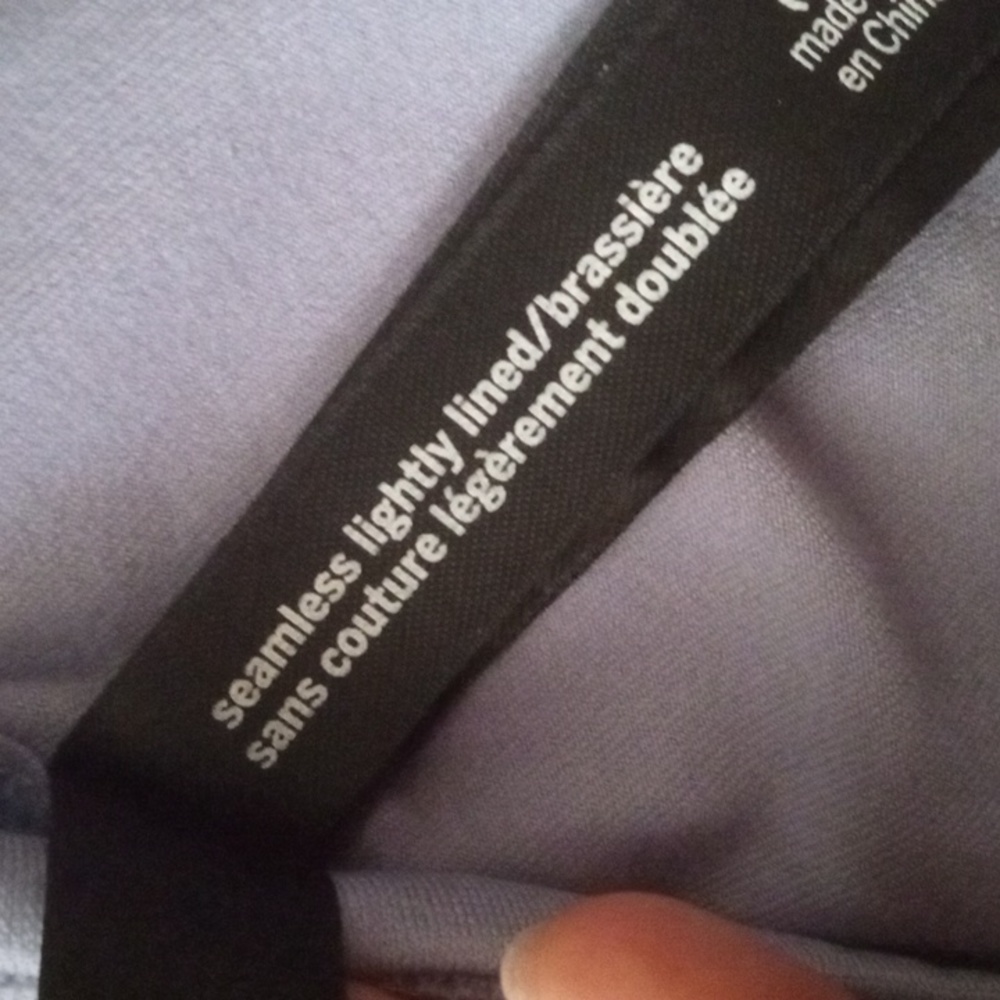 made
en Chin
seamless lightly lined/brassière
sans couture légèrement doublée